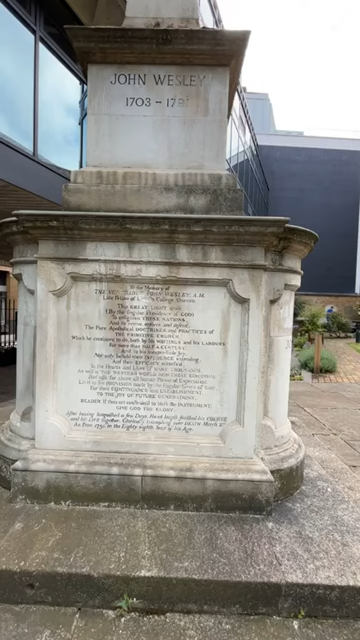 JOHN WESLEY
1703 – 1791
To the Memory of
THE VEN. JOHN WESLEY, A.M.
Late Fellow of College Oxford.
This GREAT LIGHT arose
(By the Singular Providence of GOD)
To enlighten THESE NATIONS,
And to revive, enforce, and defend,
The Pure Apostolical DOCTRINES and PRACTICES of
THE PRIMITIVE CHURCH:
Which he continued to do, both by his WRITINGS and his LABOURS
For more than HALF A CENTURY:
And to his inexpressible Joy,
Not only beheld their INFLUENCE extending,
And their EFFICACY witnessed,
In the Hearts and Lives of MANY THOUSANDS,
As well in THE WESTERN WORLD as in THESE KINGDOMS:
But also, far above all human Power or Expectation,
Lived to see PROVISION made by the singular Grace of GOD
For their CONTINUANCE and ESTABLISHMENT
TO THE JOY OF FUTURE GENERATIONS.
READER, If thou art constrained to bless the INSTRUMENT,
GIVE GOD THE GLORY.
After having languished a few Days, He at length finished his COURSE
and his LIFE together. Gloriously triumphing over DEATH March 2
An. Dom. 1791, in the Eighty eighth Year of his Age.